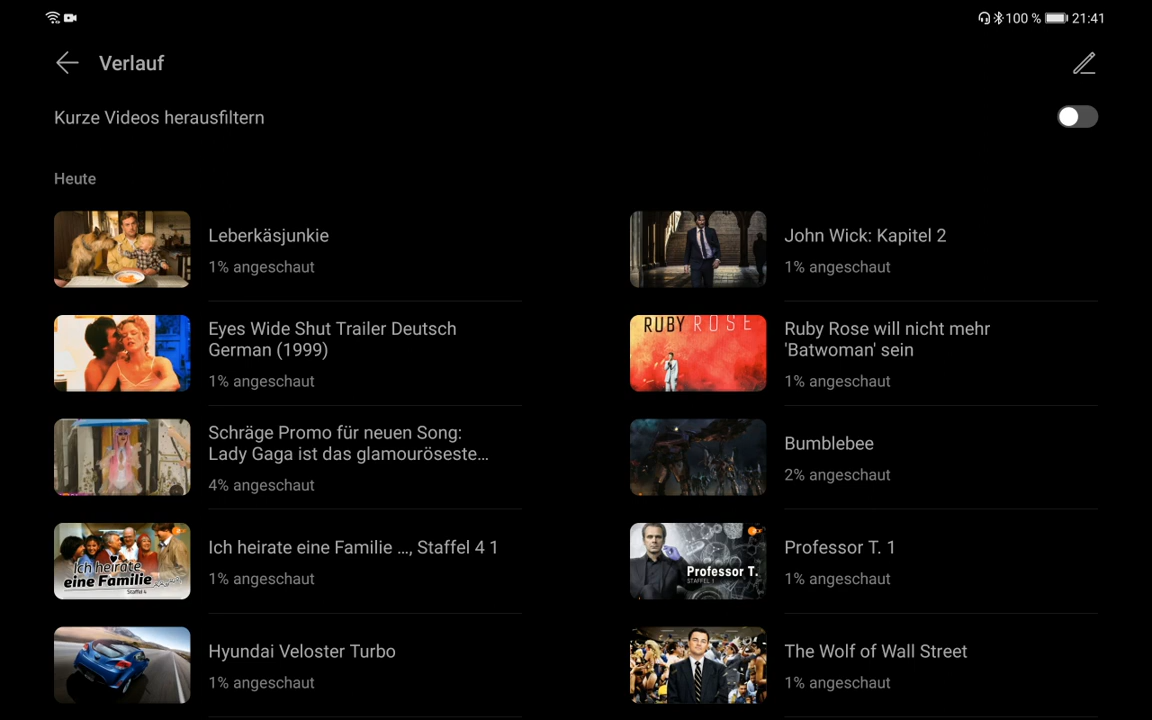 100 % 21:41
Verlauf
Kurze Videos herausfiltern
Heute
Leberkäsjunkie
1% angeschaut
John Wick: Kapitel 2
1% angeschaut
Eyes Wide Shut Trailer Deutsch
German (1999)
1% angeschaut
RUBY ROSE
Ruby Rose will nicht mehr
'Batwoman' sein
1% angeschaut
Schräge Promo für neuen Song:
Lady Gaga ist das glamouröseste...
4% angeschaut
Bumblebee
2% angeschaut
Ich heirate
eine Familie
Staffel 4
Ich heirate eine Familie ..., Staffel 4 1
1% angeschaut
Professor T.
STAFFEL 1
Professor T. 1
1% angeschaut
Hyundai Veloster Turbo
1% angeschaut
The Wolf of Wall Street
1% angeschaut